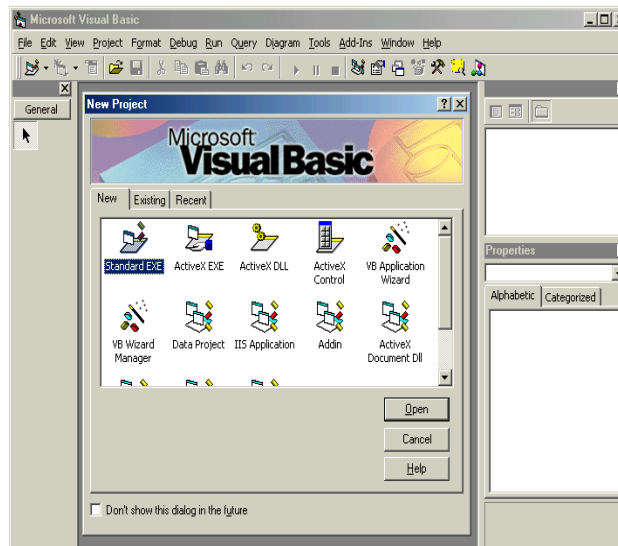 Microsoft Visual Basic
File Edit View Project Format Debug Run Query Diagram Tools Add-Ins Window Help
General
New Project
Microsoft
Visual Basic
New Existing Recent
Standard EXE ActiveX EXE ActiveX DLL ActiveX Control VB Application Wizard
VB Wizard Manager Data Project IIS Application Addin ActiveX Document Dll
Open
Cancel
Help
Don't show this dialog in the future
Properties
Alphabetic Categorized